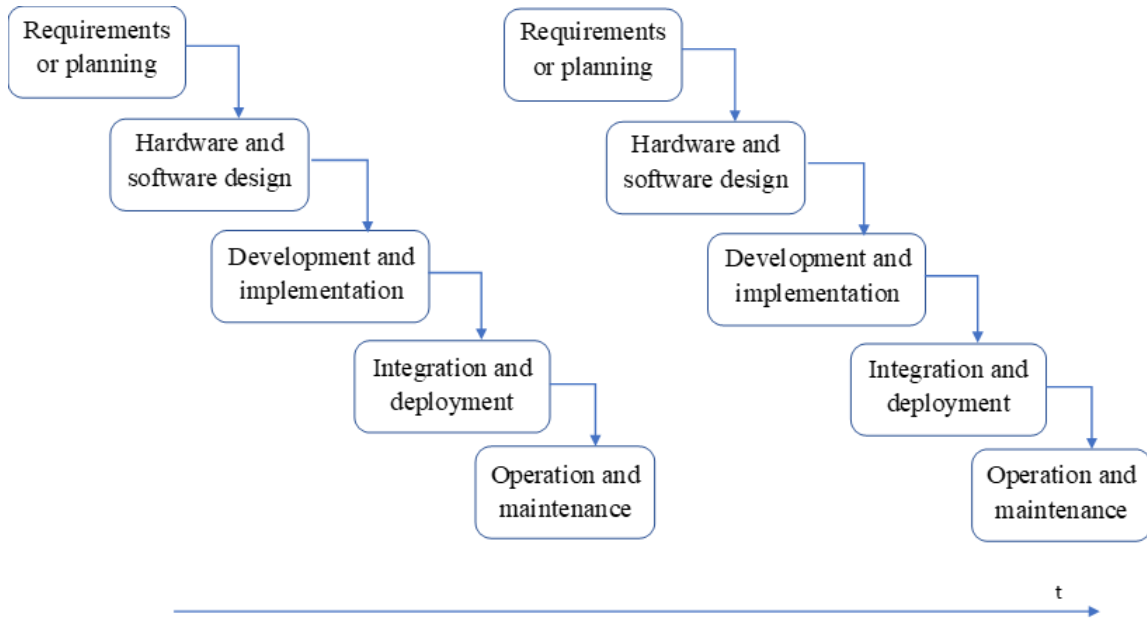 Requirements
or planning
Hardware and
software design
Development and
implementation
Integration and
deployment
Operation and
maintenance
Requirements
or planning
Hardware and
software design
Development and
implementation
Integration and
deployment
Operation and
maintenance
t